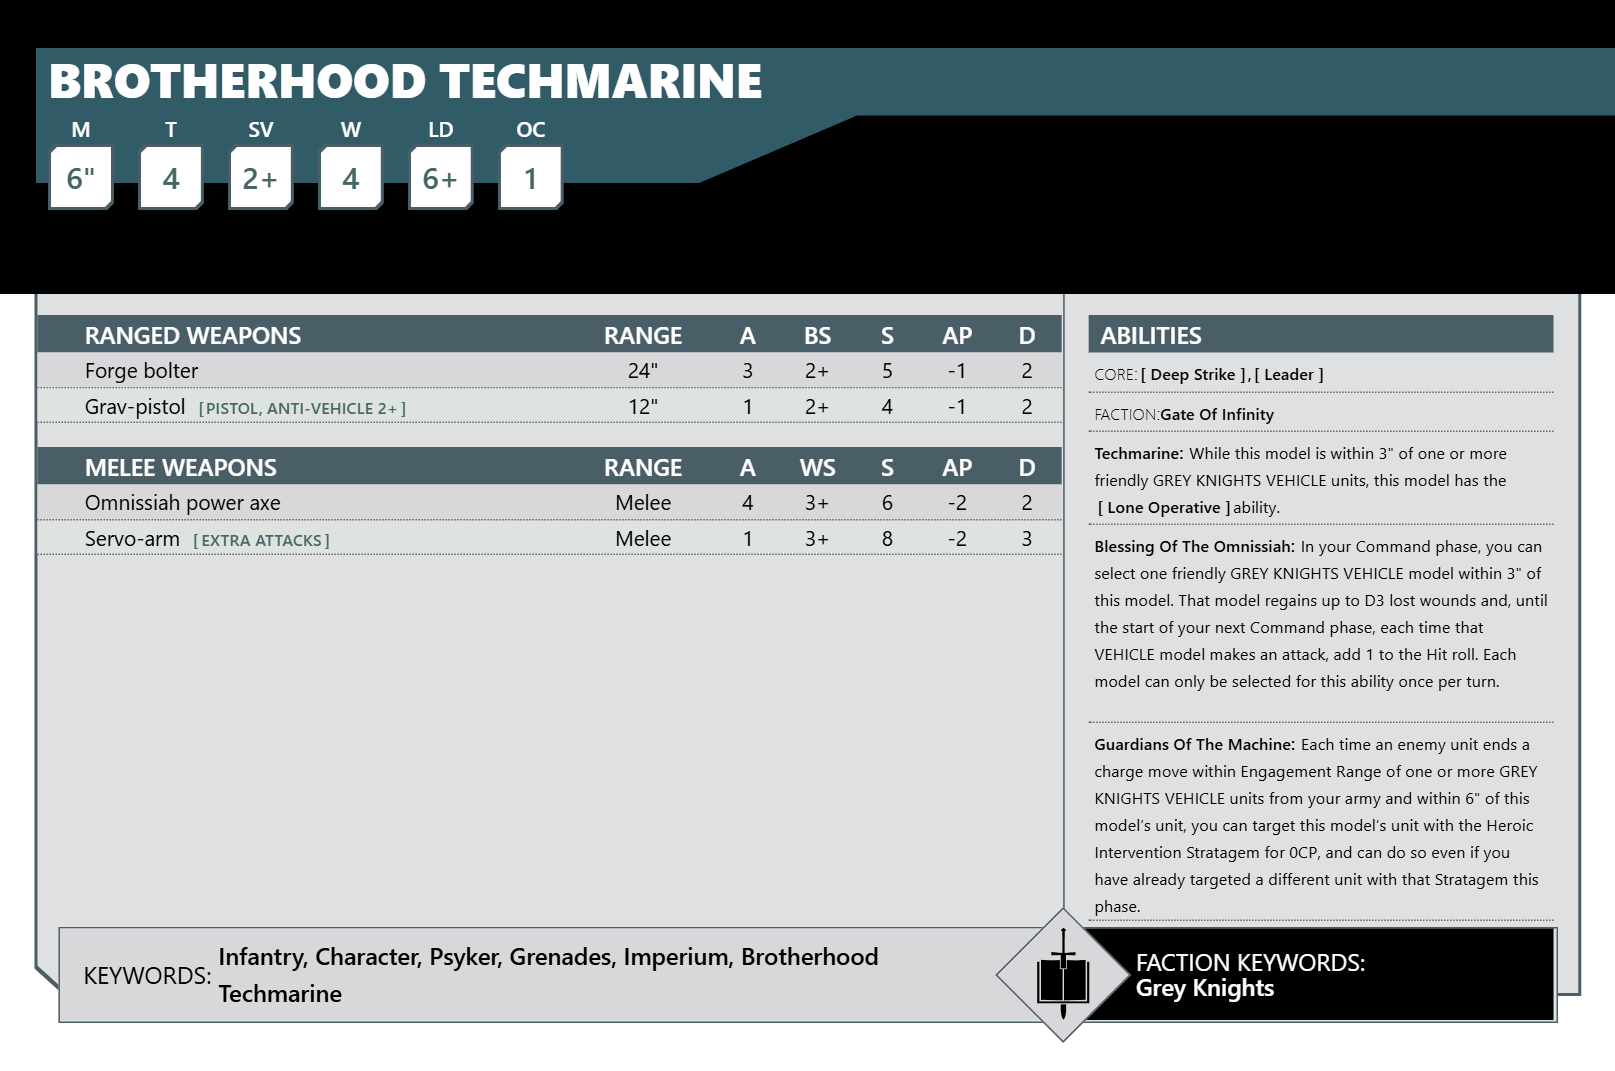 BROTHERHOOD TECHMARINE
M T SV W LD OC
6" 4 2+ 4 6+ 1
RANGED WEAPONS RANGE A BS S AP D
Forge bolter 24" 3 2+ 5 -1 2
Grav-pistol [PISTOL, ANTI-VEHICLE 2+] 12" 1 2+ 4 -1 2
MELEE WEAPONS RANGE A WS S AP D
Omnissiah power axe Melee 4 3+ 6 -2 2
Servo-arm [EXTRA ATTACKS] Melee 1 3+ 8 -2 3
ABILITIES
CORE: [ Deep Strike ] , [ Leader ]
FACTION:Gate Of Infinity
Techmarine: While this model is within 3" of one or more
friendly GREY KNIGHTS VEHICLE units, this model has the
[ Lone Operative ] ability.
Blessing Of The Omnissiah: In your Command phase, you can
select one friendly GREY KNIGHTS VEHICLE model within 3" of
this model. That model regains up to D3 lost wounds and, until
the start of your next Command phase, each time that
VEHICLE model makes an attack, add 1 to the Hit roll. Each
model can only be selected for this ability once per turn.
Guardians Of The Machine: Each time an enemy unit ends a
charge move within Engagement Range of one or more GREY
KNIGHTS VEHICLE units from your army and within 6" of this
model's unit, you can target this model's unit with the Heroic
Intervention Stratagem for 0CP, and can do so even if you
have already targeted a different unit with that Stratagem this
phase.
KEYWORDS: Infantry, Character, Psyker, Grenades, Imperium, Brotherhood
Techmarine
FACTION KEYWORDS:
Grey Knights